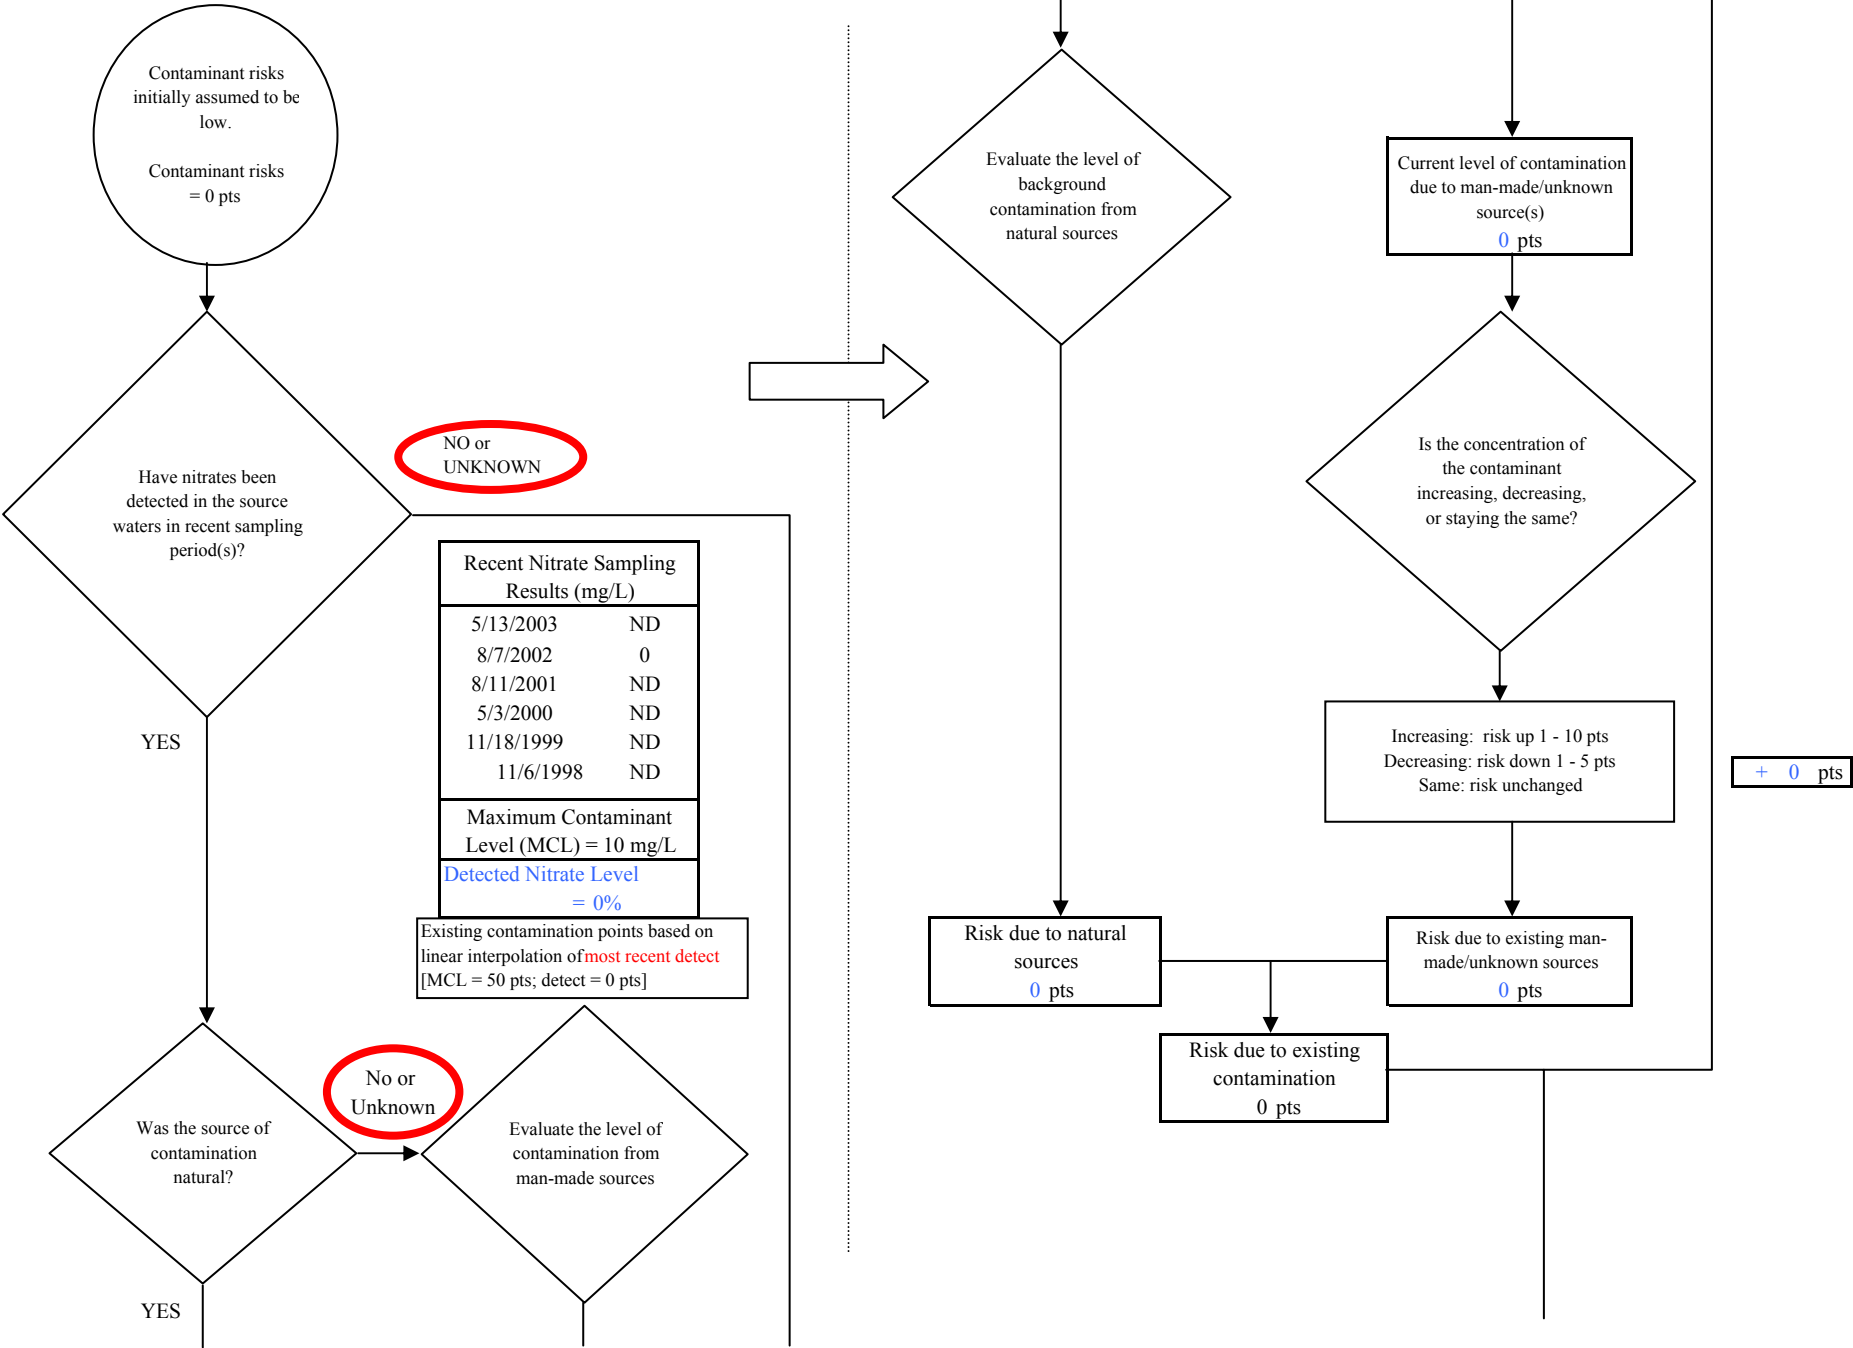 Contaminant risks
initially assumed to be
low.
Contaminant risks
= 0 pts
Have nitrates been
detected in the source
waters in recent sampling
period(s)?
NO or
UNKNOWN
YES
Recent Nitrate Sampling
Results (mg/L)
5/13/2003 ND
8/7/2002 0
8/11/2001 ND
5/3/2000 ND
11/18/1999 ND
11/6/1998 ND
Maximum Contaminant
Level (MCL) = 10 mg/L
Detected Nitrate Level
= 0%
Existing contamination points based on
linear interpolation of most recent detect
[MCL = 50 pts; detect = 0 pts]
Was the source of
contamination
natural?
No or
Unknown
YES
Evaluate the level of
contamination from
man-made sources
Evaluate the level of
background
contamination from
natural sources
Current level of contamination
due to man-made/unknown
source(s)
0 pts
Is the concentration of
the contaminant
increasing, decreasing,
or staying the same?
Increasing: risk up 1 - 10 pts
Decreasing: risk down 1 - 5 pts
Same: risk unchanged
+ 0 pts
Risk due to natural
sources
0 pts
Risk due to existing man-
made/unknown sources
0 pts
Risk due to existing
contamination
0 pts